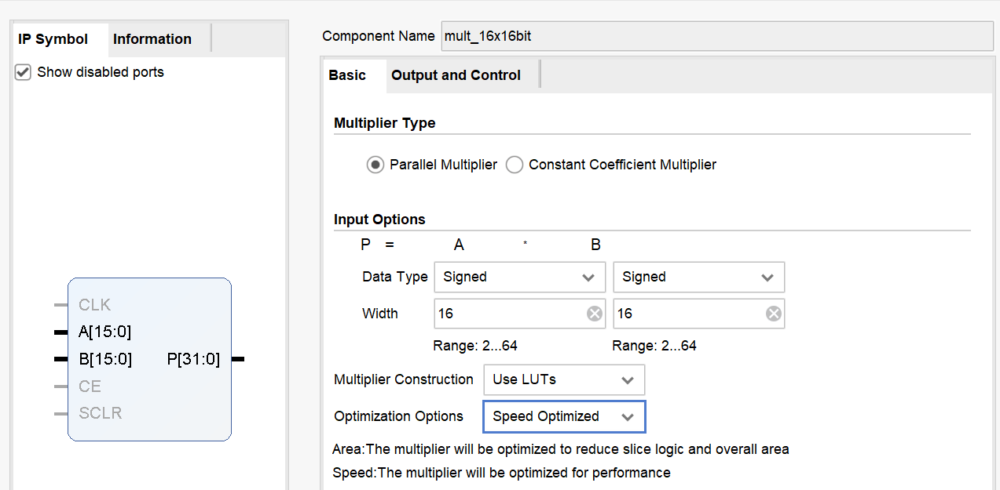 IP Symbol Information
Show disabled ports
CLK
A[15:0]
B[15:0] P[31:0]
CE
SCLR
Component Name mult_16x16bit
Basic Output and Control
Multiplier Type
Parallel Multiplier Constant Coefficient Multiplier
Input Options
P = A * B
Data Type Signed Signed
Width 16 16
Range: 2...64 Range: 2...64
Multiplier Construction Use LUTs
Optimization Options Speed Optimized
Area:The multiplier will be optimized to reduce slice logic and overall area
Speed:The multiplier will be optimized for performance